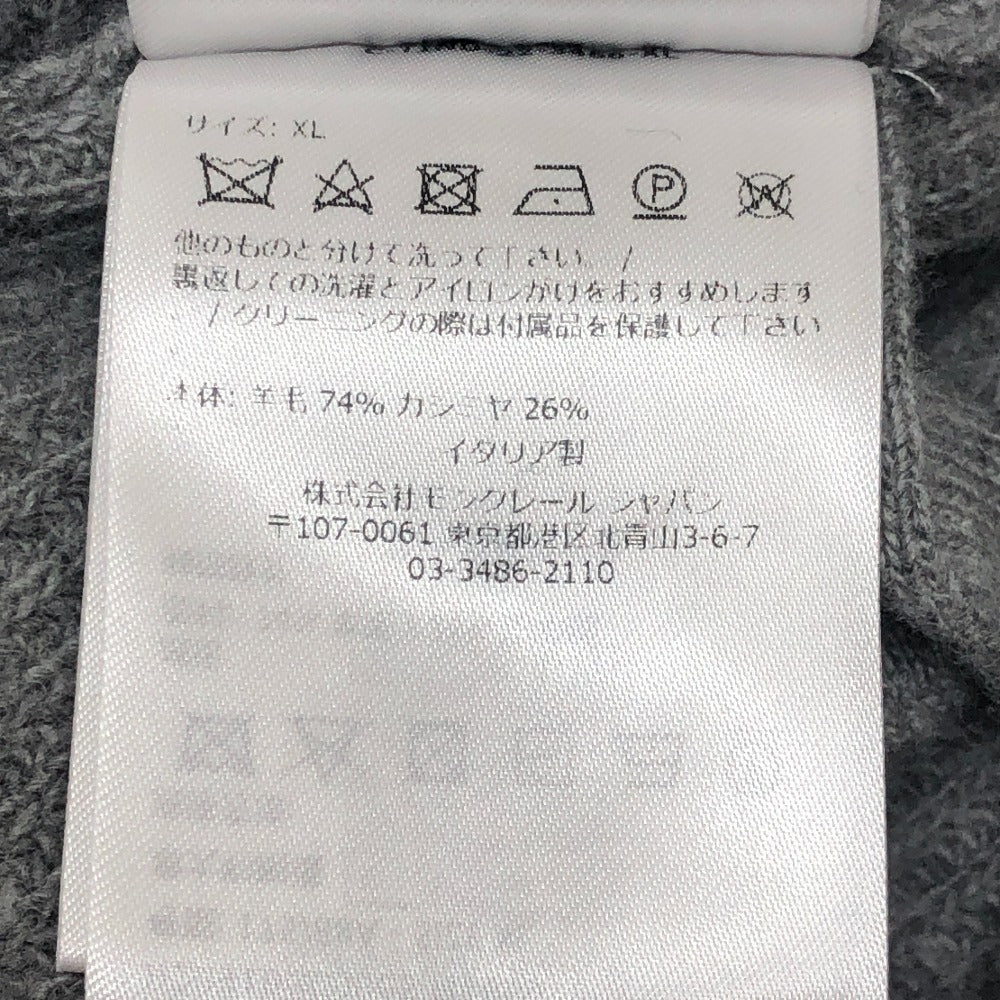 サイズ: XL
P W
他のものと分けて洗って下さい /
裏返しての洗濯とアイロンかけをおすすめします
/ クリーニングの際は付属品を保護して下さい
本体: 羊毛 74% カシミヤ 26%
イタリア製
株式会社モンクレール ジャパン
〒107-0061 東京都港区北青山3-6-7
03-3486-2110